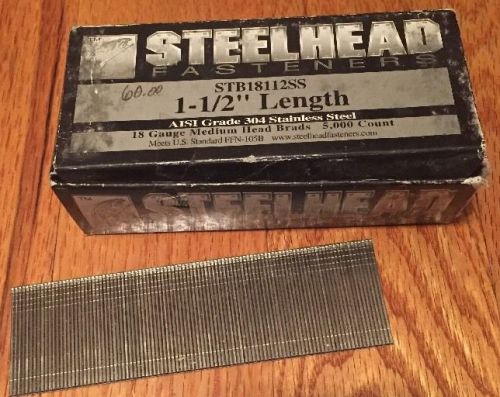 STEELHEAD
FASTENERS
STB18112SS
60.00
1-1/2" Length
AISI Grade 304 Stainless Steel
18 Gauge Medium Head Brads 5,000 Count
Meets U.S. Standard FFN-105B www.steelheadfasteners.com
TM
STEELHEAD